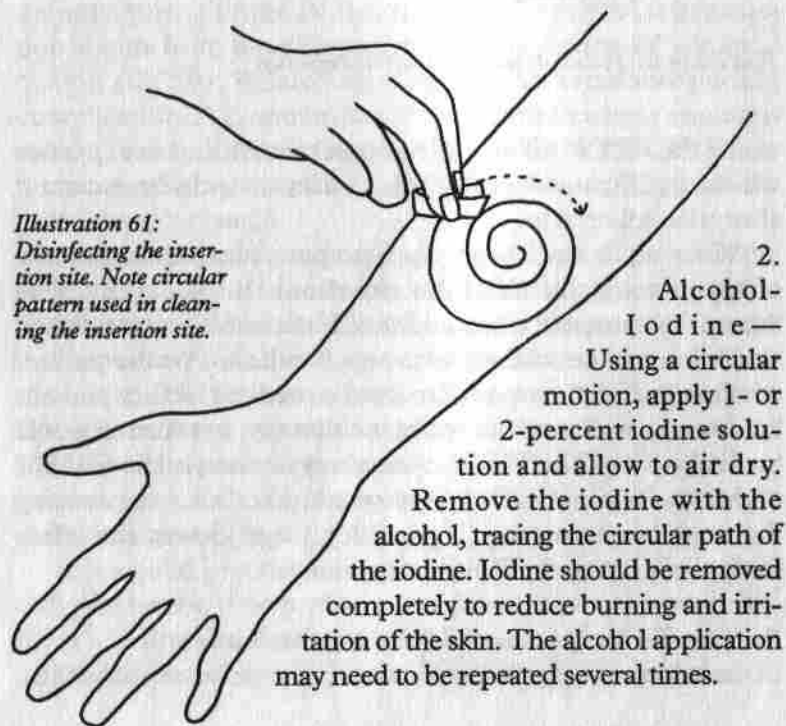 Illustration 61:
Disinfecting the inser-
tion site. Note circular
pattern used in clean-
ing the insertion site.
2.
Alcohol-
Iodine –
Using a circular
motion, apply 1- or
2-percent iodine solu-
tion and allow to air dry.
Remove the iodine with the
alcohol, tracing the circular path of
the iodine. Iodine should be removed
completely to reduce burning and irri-
tation of the skin. The alcohol application
may need to be repeated several times.